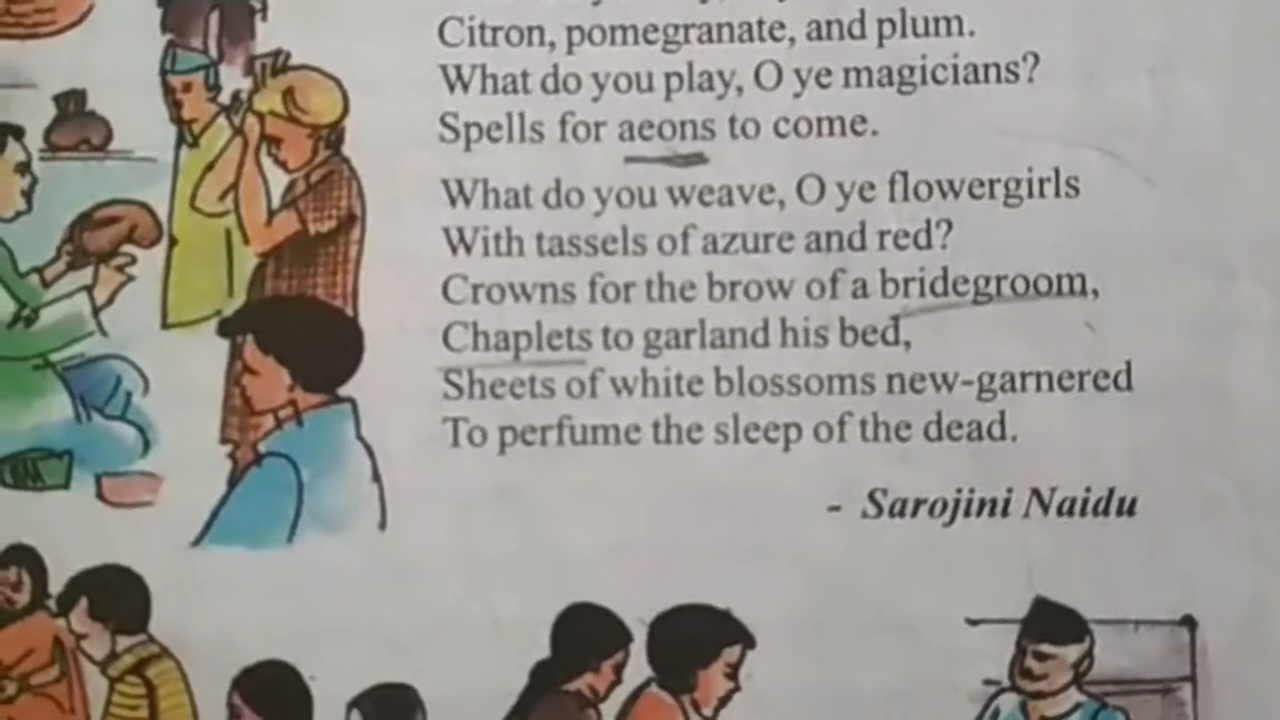 Citron, pomegranate, and plum.
What do you play, O ye magicians?
Spells for aeons to come.
What do you weave, O ye flowergirls
With tassels of azure and red?
Crowns for the brow of a bridegroom,
Chaplets to garland his bed,
Sheets of white blossoms new-garnered
To perfume the sleep of the dead.
- Sarojini Naidu